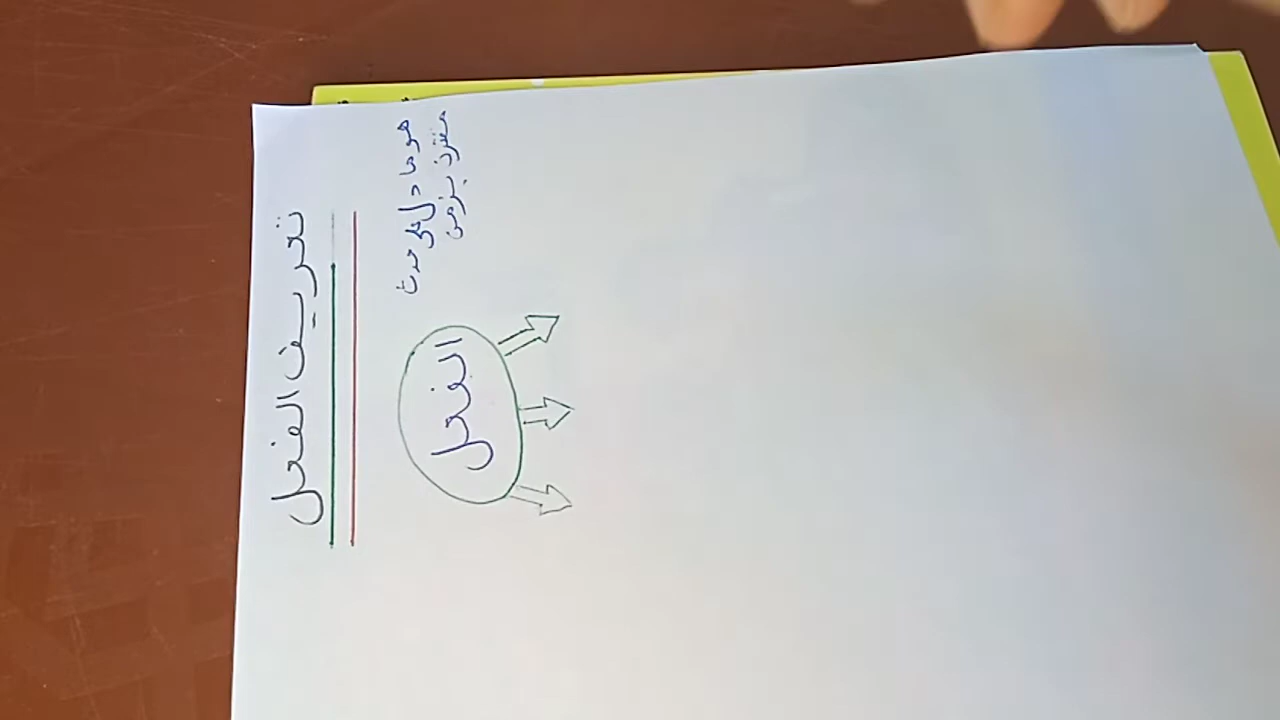 تعريف الفعل
هو ما دل على حدث
مقترن بزمن
الفعل